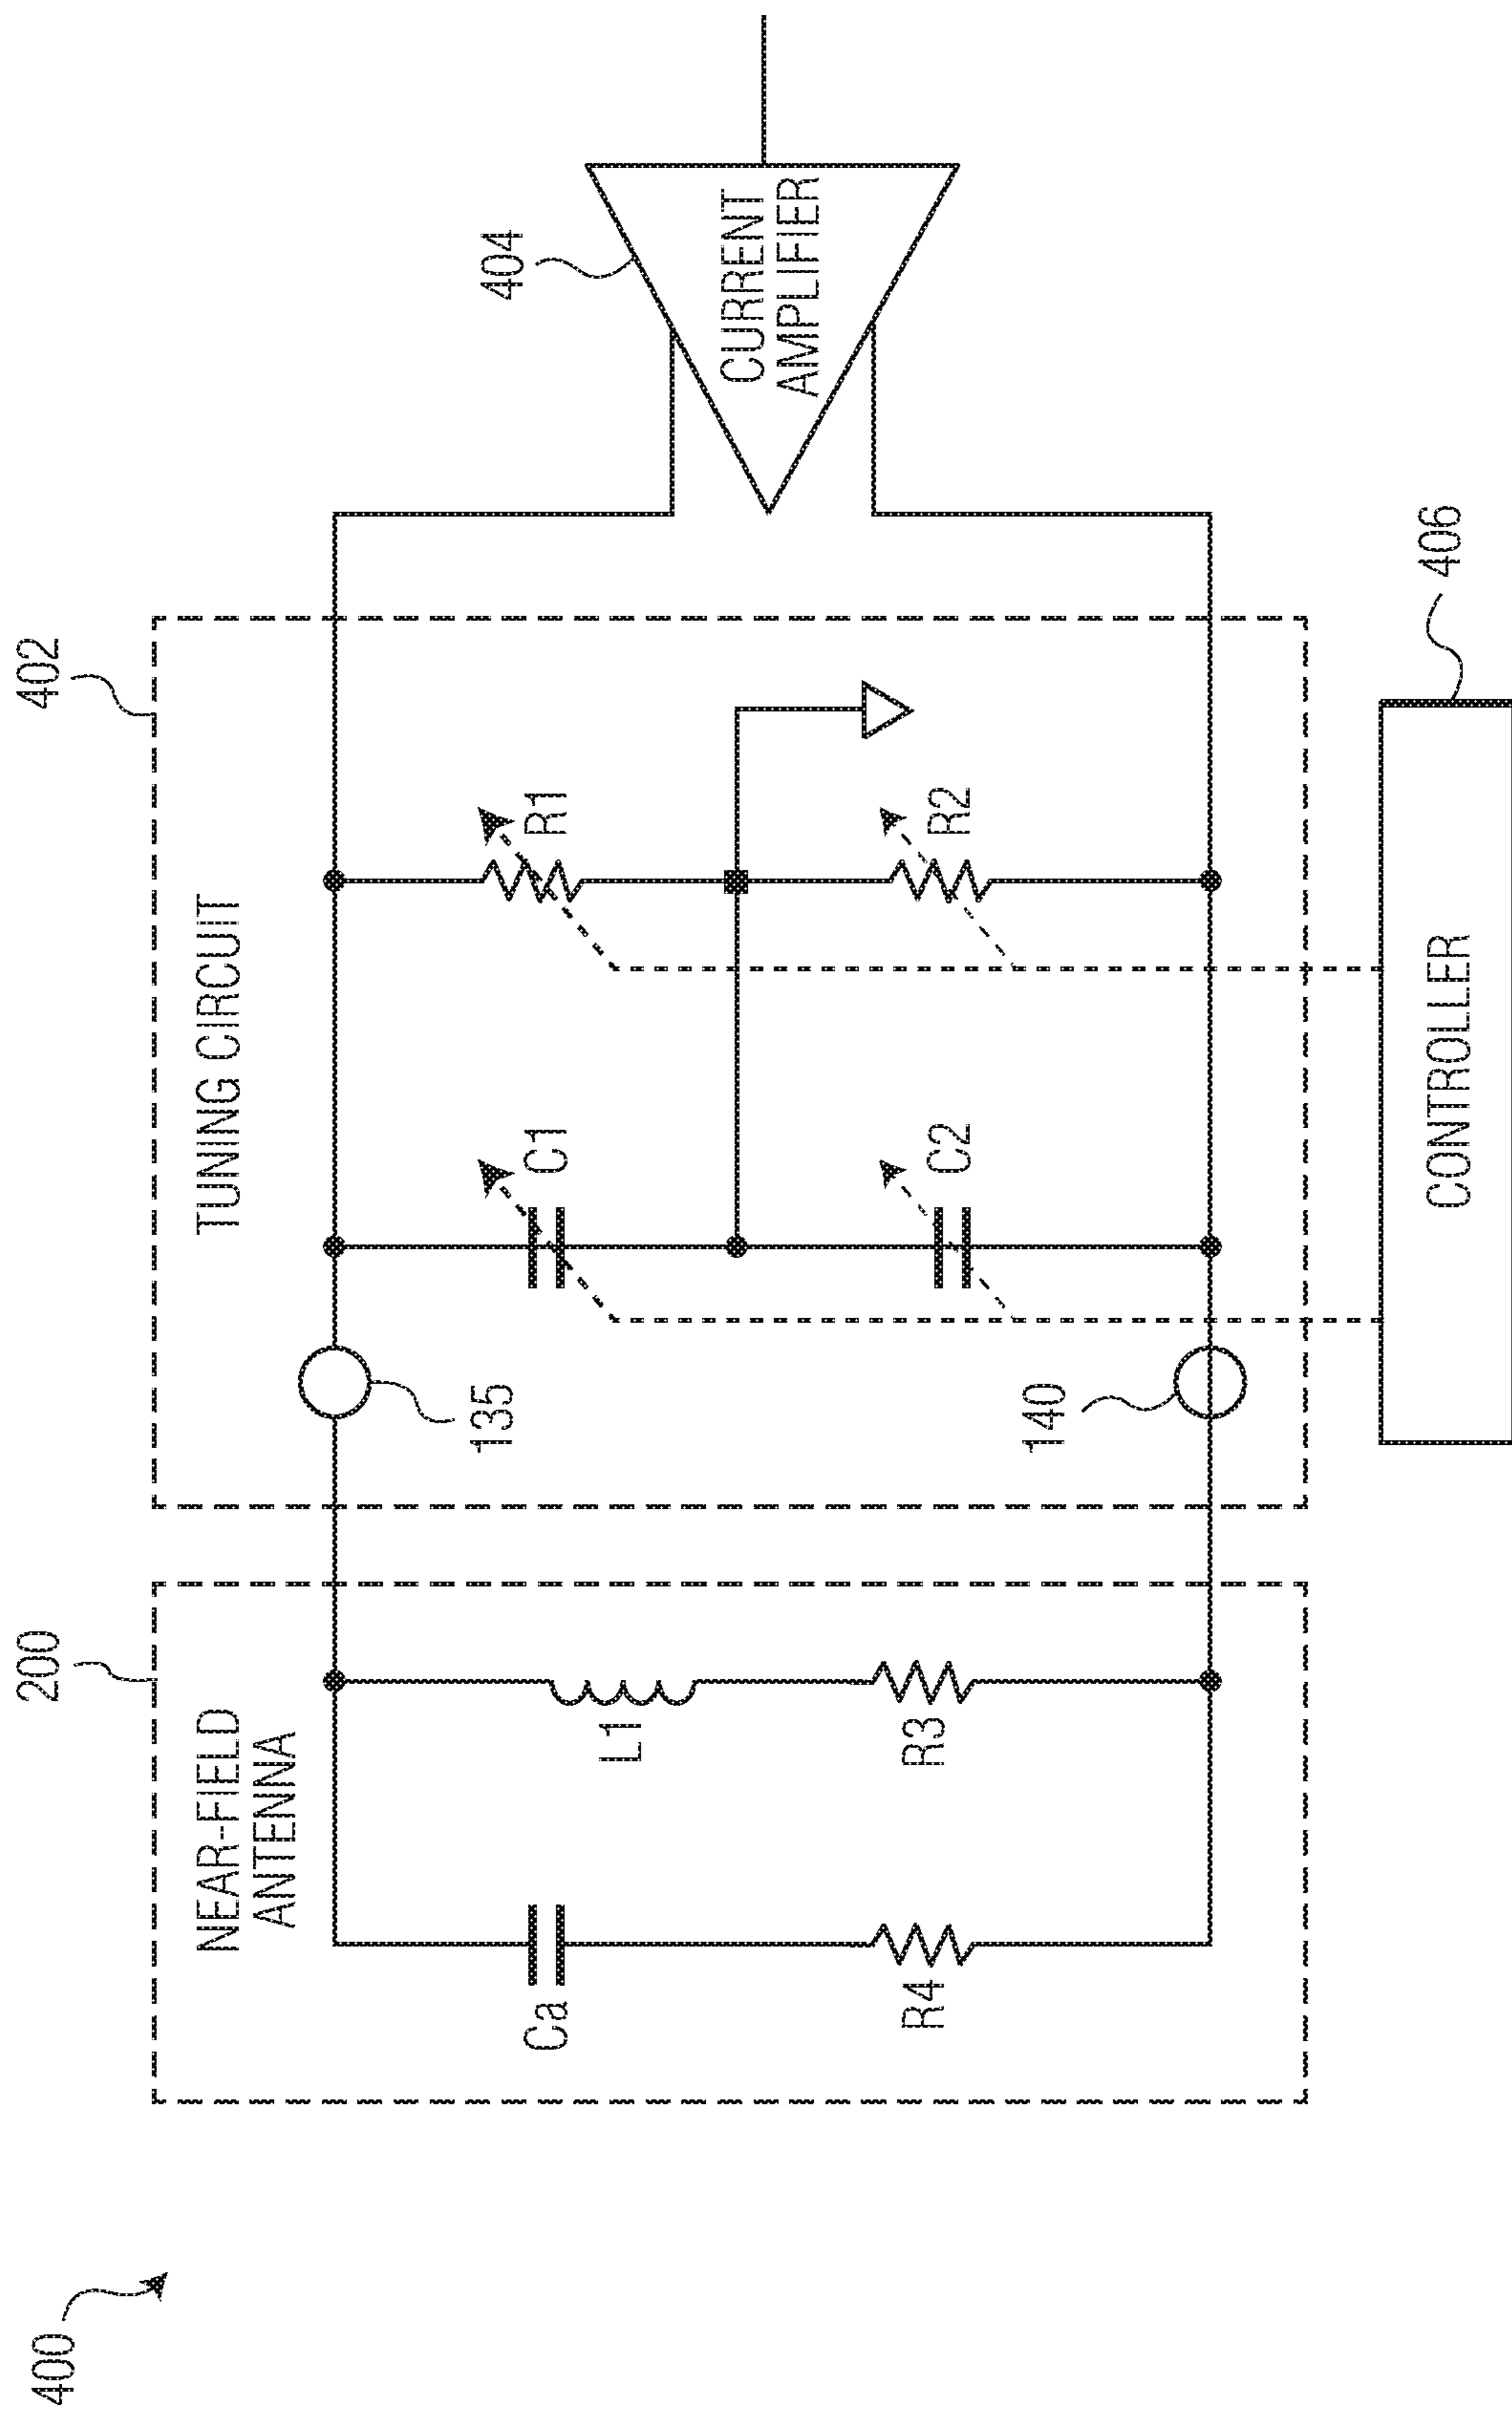 400
200
NEAR-FIELD
ANTENNA
Ca
R4
L1
R3
402
TUNING CIRCUIT
135
140
C1
C2
R1
R2
404
CURRENT
AMPLIFIER
CONTROLLER
406